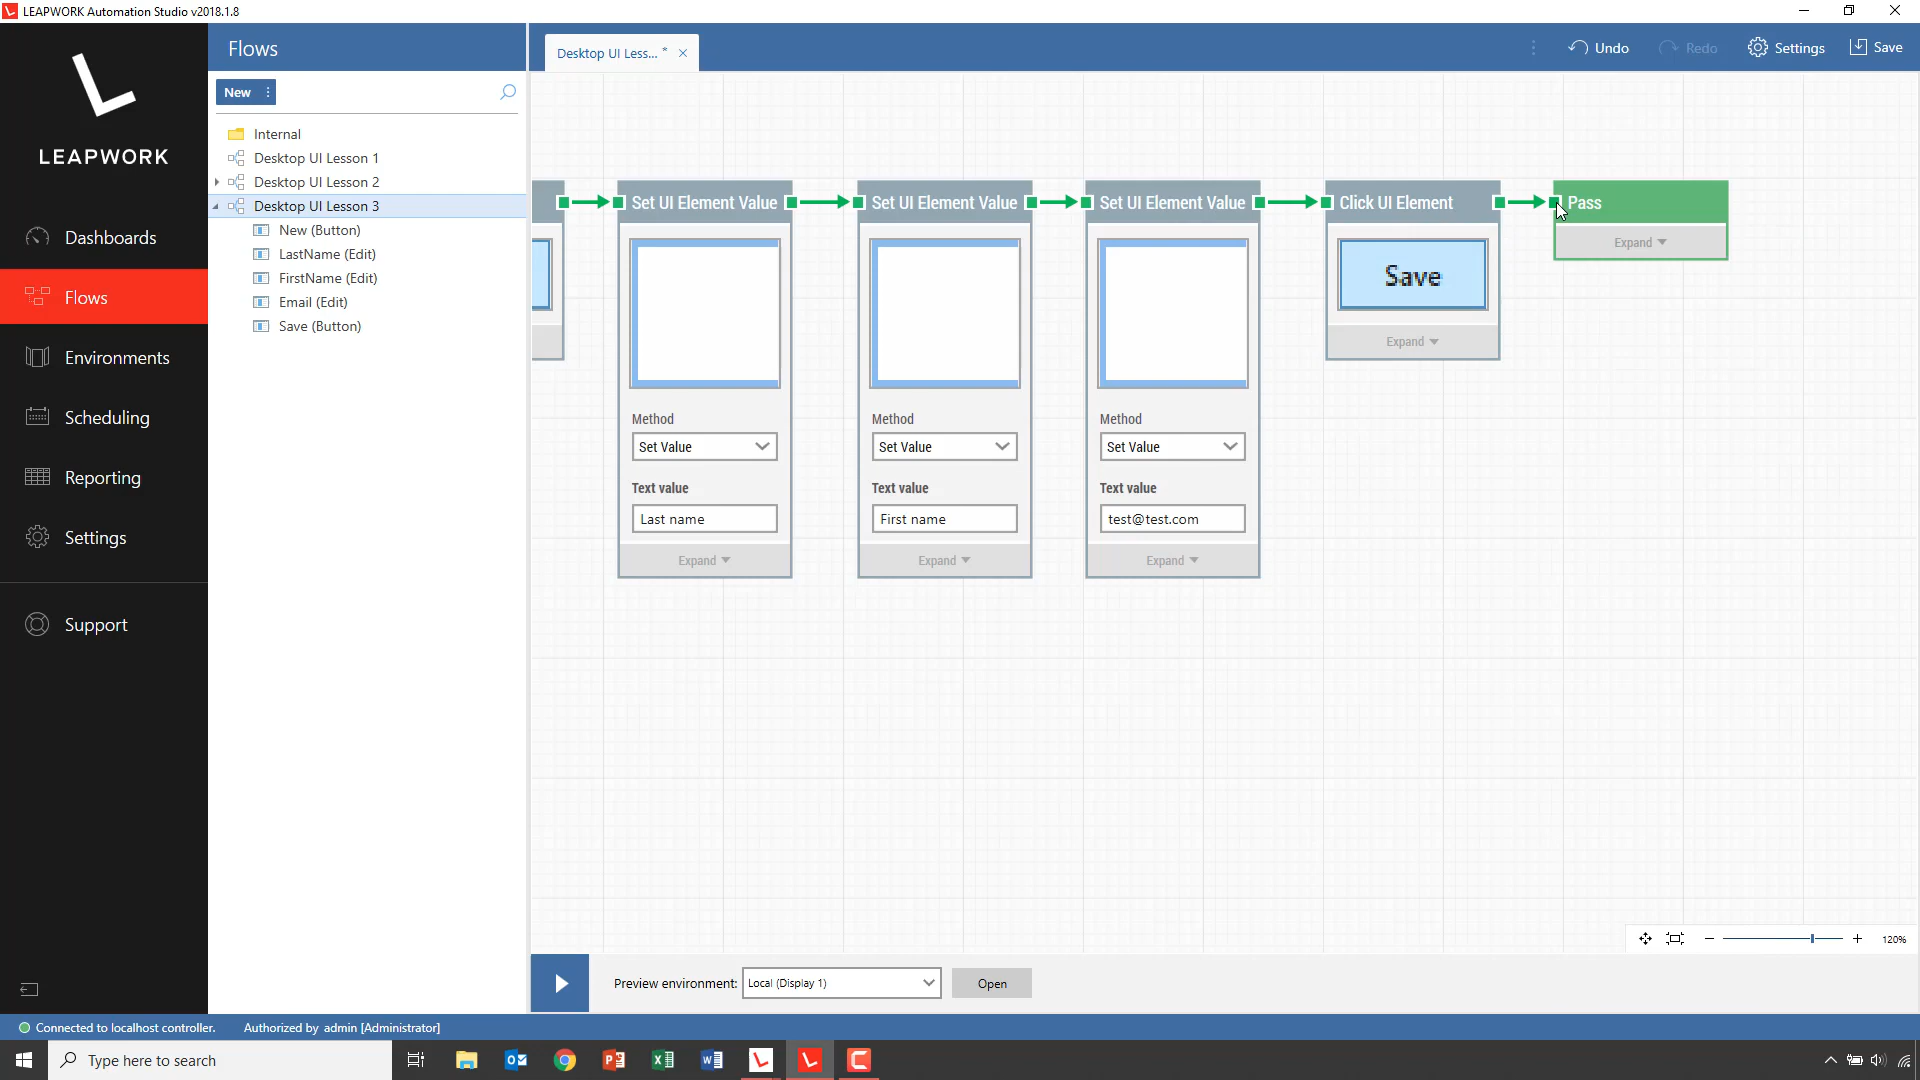 LEAPWORK Automation Studio v2018.1.8
LEAPWORK
Dashboards
Flows
Environments
Scheduling
Reporting
Settings
Support
Flows
New
Internal
Desktop UI Lesson 1
Desktop UI Lesson 2
Desktop UI Lesson 3
New (Button)
LastName (Edit)
FirstName (Edit)
Email (Edit)
Save (Button)
Desktop UI Less... *
Undo
Redo
Settings
Save
Set UI Element Value
Method
Set Value
Text value
Last name
Expand
Set UI Element Value
Method
Set Value
Text value
First name
Expand
Set UI Element Value
Method
Set Value
Text value
test@test.com
Expand
Click UI Element
Save
Expand
Pass
Expand
120%
Preview environment:
Local (Display 1)
Open
Connected to localhost controller.
Authorized by admin [Administrator]
Type here to search